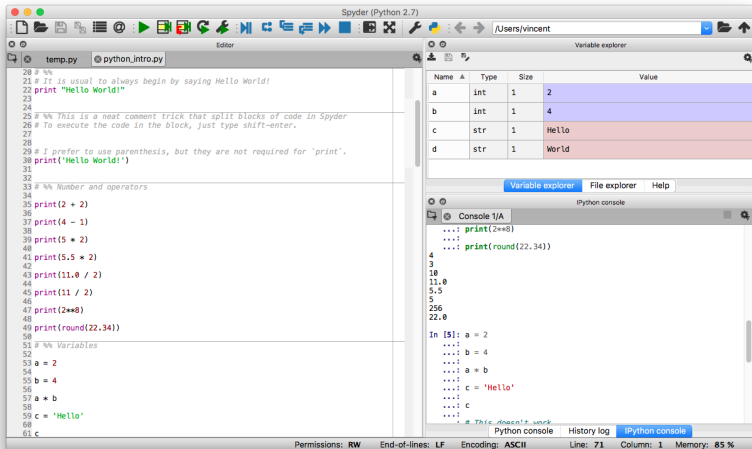 Spyder (Python 2.7)
/Users/vincent
Editor
temp.py
python_intro.py
20 # %%
21 # It is usual to always begin by saying Hello World!
22 print "Hello World!"
23
24
25 # %% This is a neat comment trick that split blocks of code in Spyder
26 # To execute the code in the block, just type shift-enter.
27
28
29 # I prefer to use parenthesis, but they are not required for `print`.
30 print('Hello World!')
31
32
33 # %% Number and operators
34
35 print(2 + 2)
36
37 print(4 - 1)
38
39 print(5 * 2)
40
41 print(5.5 * 2)
42
43 print(11.0 / 2)
44
45 print(11 / 2)
46
47 print(2**8)
48
49 print(round(22.34))
50
51 # %% Variables
52
53 a = 2
54
55 b = 4
56
57 a * b
58
59 c = 'Hello'
60
61 c
Variable explorer
Name Type Size Value
a int 1 2
b int 1 4
c str 1 Hello
d str 1 World
Variable explorer File explorer Help
IPython console
Console 1/A
...: print(2**8)
...:
...: print(round(22.34))
4
3
10
11.0
5.5
5
256
22.0
In [5]: a = 2
...:
...: b = 4
...:
...: a * b
...:
...: c = 'Hello'
...:
...: c
...:
...: # This doesn't work
Python console History log IPython console
Permissions: RW End-of-lines: LF Encoding: ASCII Line: 71 Column: 1 Memory: 85 %